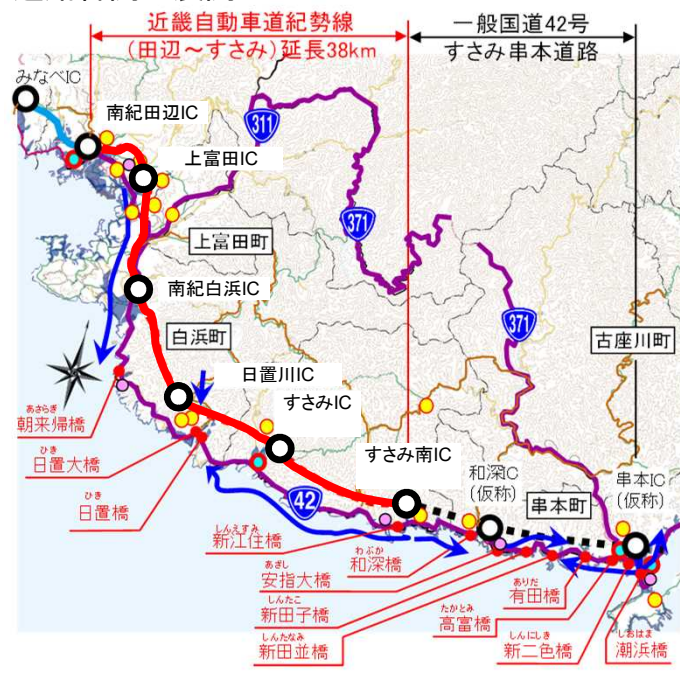 近畿自動車道紀勢線
(田辺～すさみ)延長38km
一般国道42号
すさみ串本道路
みなべIC
南紀田辺IC
311
上富田IC
371
上富田町
南紀白浜IC
371
白浜町
古座川町
日置川IC
すさみIC
あさらぎ
朝来帰橋
すさみ南IC
ひき
日置大橋
和深IC
(仮称)
串本IC
(仮称)
42
串本町
ひき
日置橋
しんえすみ
新江住橋
わぶか
和深橋
あざし
安指大橋
ありだ
有田橋
しんたこ
新田子橋
たかとみ
高富橋
しんたなみ
新田並橋
しんにしき
新二色橋
しおはま
潮浜橋